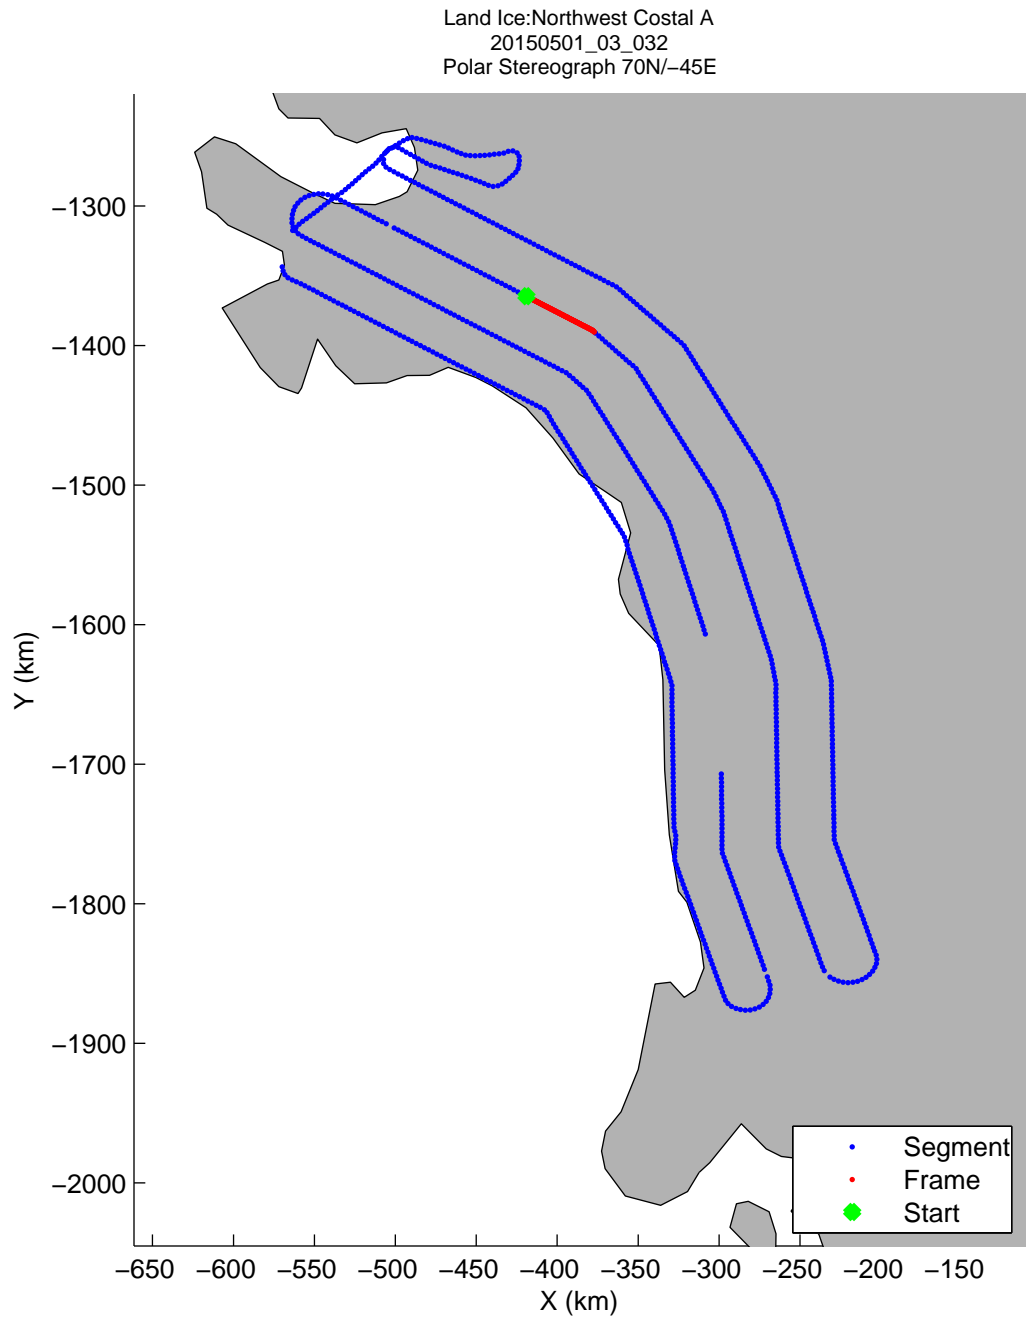 Land Ice:Northwest Costal A
20150501_03_032
Polar Stereograph 70N/−45E
−1300
−1400
−1500
−1600
−1700
−1800
−1900
−2000
Y (km)
Segment
Frame
Start
−650 −600 −550 −500 −450 −400 −350 −300 −250 −200 −150
X (km)